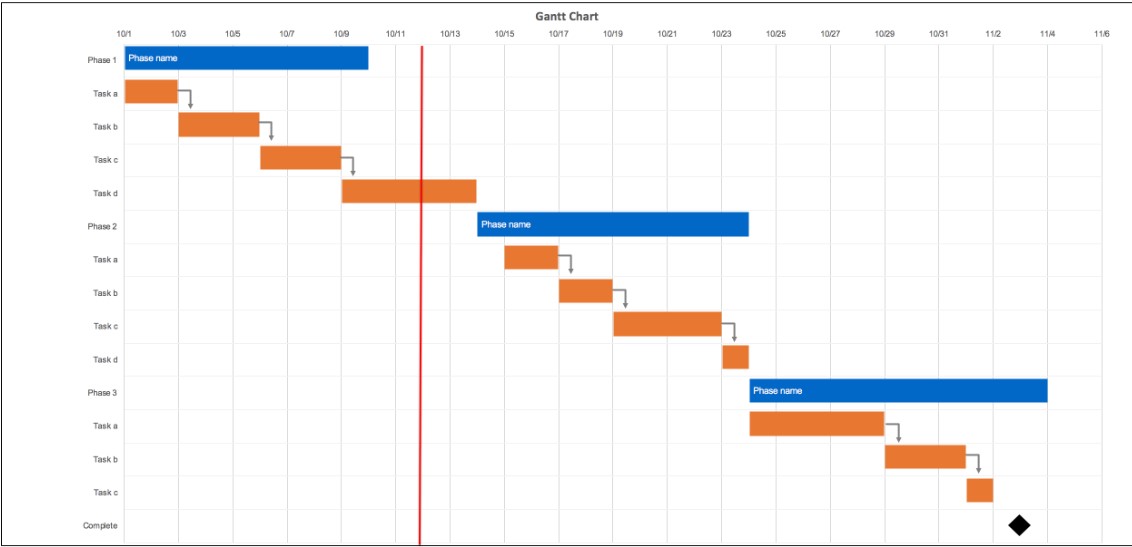 Gantt Chart
10/1 10/3 10/5 10/7 10/9 10/11 10/13 10/15 10/17 10/19 10/21 10/23 10/25 10/27 10/29 10/31 11/2 11/4 11/6
Phase 1 Phase name
Task a
Task b
Task c
Task d
Phase 2 Phase name
Task a
Task b
Task c
Task d
Phase 3 Phase name
Task a
Task b
Task c
Complete